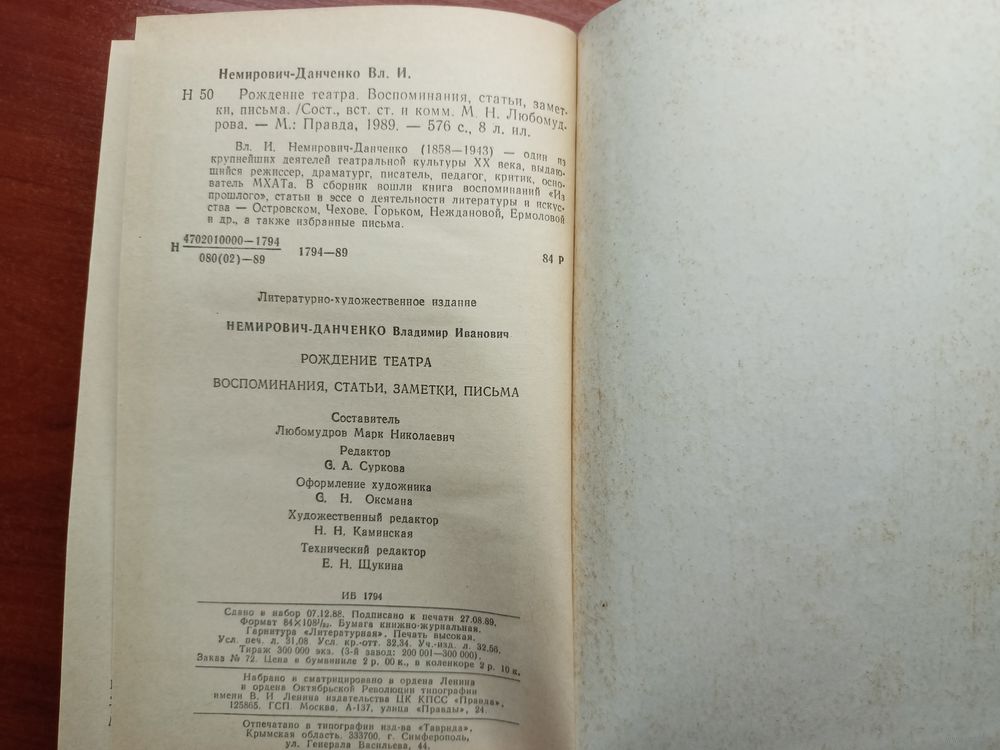 Немирович-Данченко Вл. И.
Н 50 Рождение театра. Воспоминания, статьи, замет-
ки, письма. /Сост., вст. ст. и комм. М. Н. Любомуд-
рова. — М.: Правда, 1989. — 576 с., 8 л. ил.
Вл. И. Немирович-Данченко (1858—1943) — один из
крупнейших деятелей театральной культуры XX века, выдаю-
щийся режиссер, драматург, писатель, педагог, критик, осно-
ватель МХАТа. В сборник вошли книга воспоминаний «Из
прошлого», статьи и эссе о деятельности литературы и искус-
ства — Островском, Чехове, Горьком, Неждановой, Ермоловой
и др., а также избранные письма.
Н 4702010000—1794
080(02)—89
1794—89
84 Р
Литературно-художественное издание
НЕМИРОВИЧ-ДАНЧЕНКО Владимир Иванович
РОЖДЕНИЕ ТЕАТРА
ВОСПОМИНАНИЯ, СТАТЬИ, ЗАМЕТКИ, ПИСЬМА
Составитель
Любомудров Марк Николаевич
Редактор
С. А. Суркова
Оформление художника
С. Н. Оксмана
Художественный редактор
Н. Н. Каминская
Технический редактор
Е. Н. Щукина
ИБ 1794
Сдано в набор 07.12.88. Подписано к печати 27.08.89.
Формат 84×108¹/₃₂. Бумага книжно-журнальная.
Гарнитура «Литературная». Печать высокая.
Усл. печ. л. 31,08 Усл. кр.-отт. 32,34. Уч.-изд. л. 32,56.
Тираж 300 000 экз. (3-й завод: 200 001—300 000).
Заказ № 72. Цена в бумвиниле 2 р. 00 к., в коленкоре 2 р. 10 к.
Набрано и сматрицировано в ордена Ленина
и ордена Октябрьской Революции типографии
имени В. И Ленина издательства ЦК КПСС «Правда»,
125865, ГСП. Москва, А-137, улица «Правды», 24.
Отпечатано в типографии изд-ва «Таврида»,
Крымская область, 333700, г. Симферополь,
ул. Генерала Васильева, 44.